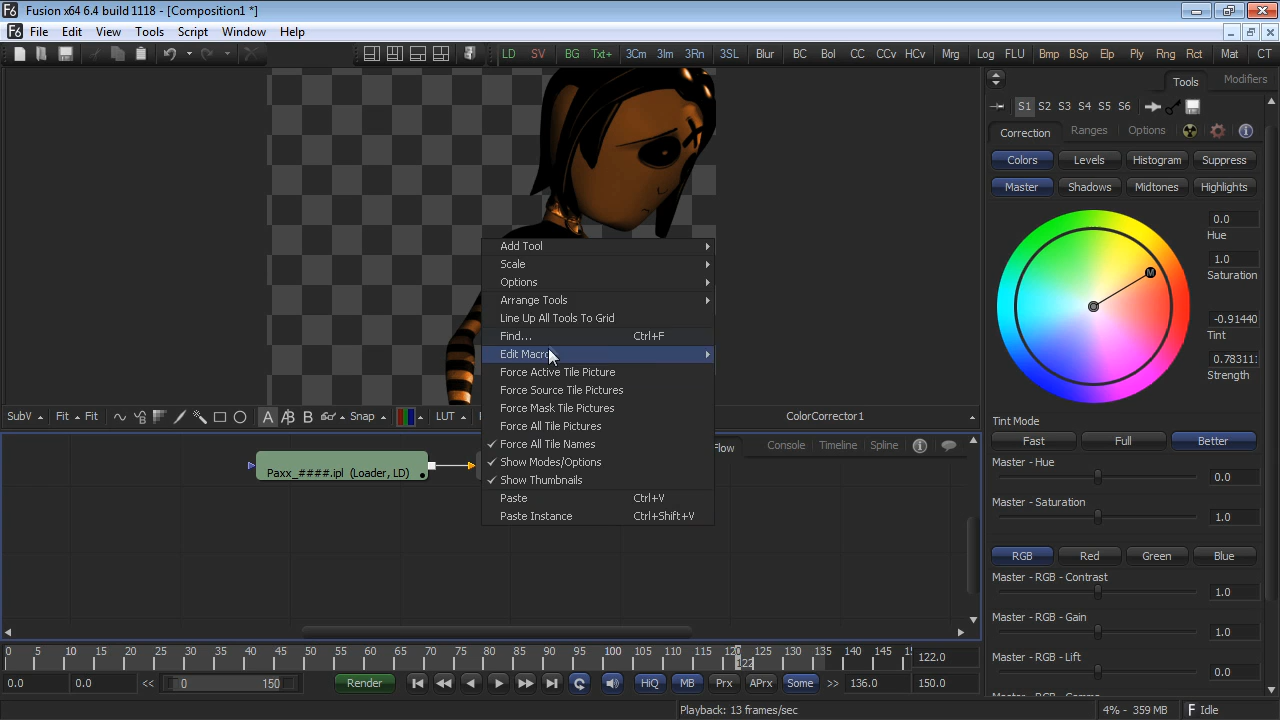 Fusion x64 6.4 build 1118 - [Composition1 *]
File Edit View Tools Script Window Help
LD SV BG Txt+ 3Cm 3Im 3Rn 3SL Blur BC Bol CC CCv HCv Mrg Log FLU Bmp BSp Elp Ply Rng Rct Mat CT
Tools Modifiers
S1 S2 S3 S4 S5 S6
Correction Ranges Options
Colors Levels Histogram Suppress
Master Shadows Midtones Highlights
M
0.0
Hue
1.0
Saturation
-0.91440
Tint
0.783113
Strength
Tint Mode
Fast Full Better
Master - Hue
0.0
Master - Saturation
1.0
RGB Red Green Blue
Master - RGB - Contrast
1.0
Master - RGB - Gain
1.0
Master - RGB - Lift
0.0
Add Tool
Scale
Options
Arrange Tools
Line Up All Tools To Grid
Find... Ctrl+F
Edit Macro
Force Active Tile Picture
Force Source Tile Pictures
Force Mask Tile Pictures
Force All Tile Pictures
Force All Tile Names
Show Modes/Options
Show Thumbnails
Paste Ctrl+V
Paste Instance Ctrl+Shift+V
SubV Fit Fit A A B Snap LUT ColorCorrector1
Flow Console Timeline Spline
Paxx_####.ipl (Loader, LD)
0 5 10 15 20 25 30 35 40 45 50 55 60 65 70 75 80 85 90 95 100 105 110 115 120 125 130 135 140 145
122
122.0
0.0 0.0 << 0 150 Render HiQ MB Prx APrx Some >> 136.0 150.0
Playback: 13 frames/sec 4% - 359 MB Idle